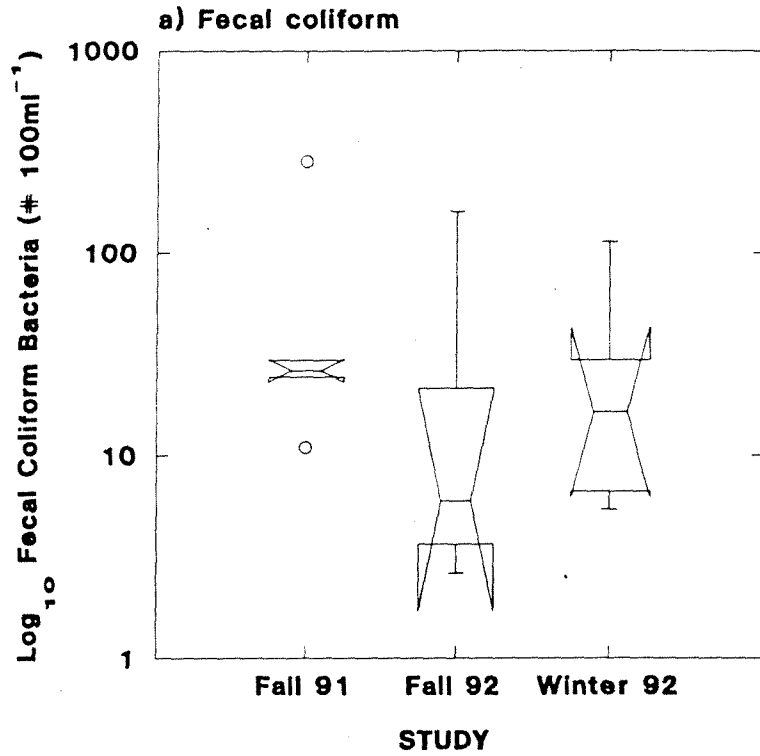 a) Fecal coliform
Log10 Fecal Coliform Bacteria (# 100ml⁻¹)
1000
100
10
1
Fall 91 Fall 92 Winter 92
STUDY